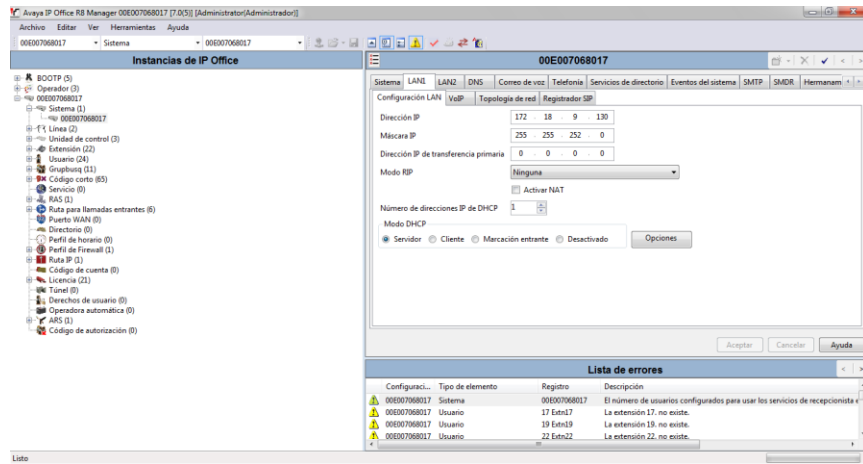 Avaya IP Office R8 Manager 00E007068017 [7.0(5)] [Administrator(Administrador)]
Archivo Editar Ver Herramientas Ayuda
00E007068017 Sistema 00E007068017
Instancias de IP Office
BOOTP (5)
Operador (3)
00E007068017
Sistema (1)
00E007068017
Línea (2)
Unidad de control (3)
Extensión (22)
Usuario (24)
Grupbusq (11)
Código corto (65)
Servicio (0)
RAS (1)
Ruta para llamadas entrantes (6)
Puerto WAN (0)
Directorio (0)
Perfil de horario (0)
Perfil de Firewall (1)
Ruta IP (1)
Código de cuenta (0)
Licencia (21)
Túnel (0)
Derechos de usuario (0)
Operadora automática (0)
ARS (1)
Código de autorización (0)
00E007068017
Sistema LAN1 LAN2 DNS Correo de voz Telefonía Servicios de directorio Eventos del sistema SMTP SMDR Hermanam
Configuración LAN VoIP Topología de red Registrador SIP
Dirección IP 172 . 18 . 9 . 130
Máscara IP 255 . 255 . 252 . 0
Dirección IP de transferencia primaria 0 . 0 . 0 . 0
Modo RIP Ninguna
Activar NAT
Número de direcciones IP de DHCP 1
Modo DHCP
Servidor Cliente Marcación entrante Desactivado Opciones
Aceptar Cancelar Ayuda
Lista de errores
Configuraci... Tipo de elemento Registro Descripción
00E007068017 Sistema 00E007068017 El número de usuarios configurados para usar los servicios de recepcionista e
00E007068017 Usuario 17 Extn17 La extensión 17. no existe.
00E007068017 Usuario 19 Extn19 La extensión 19. no existe.
00E007068017 Usuario 22 Extn22 La extensión 22. no existe.
Listo